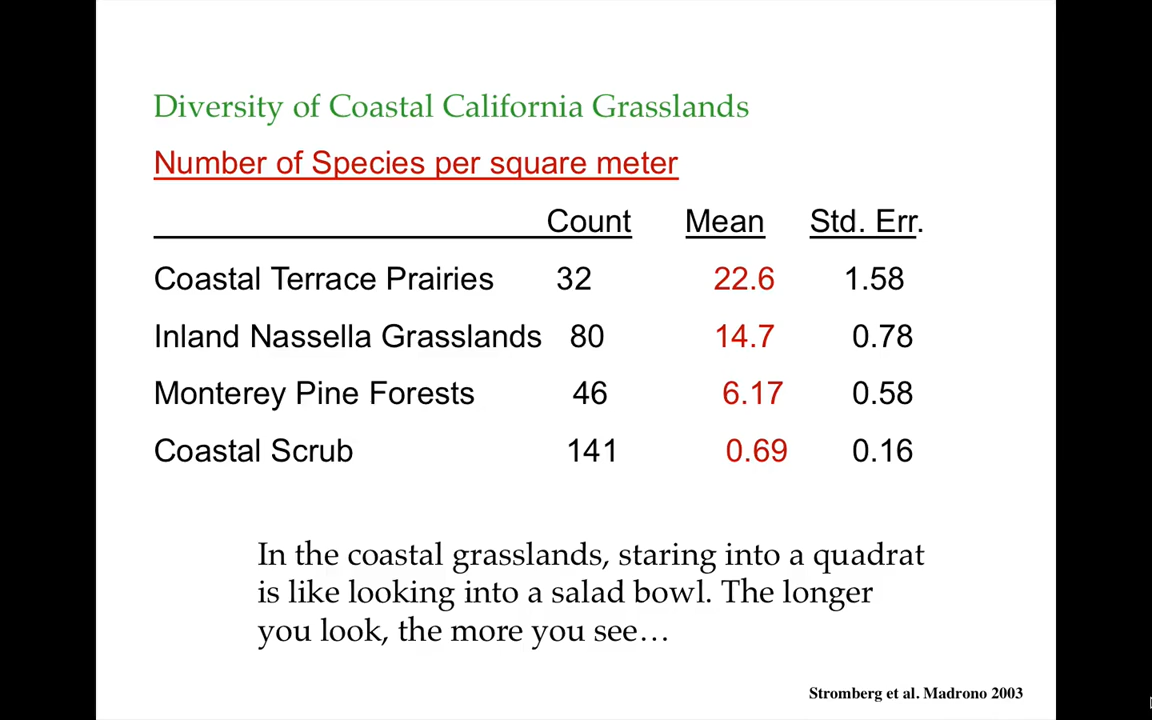 Diversity of Coastal California Grasslands
Number of Species per square meter
Count Mean Std. Err.
Coastal Terrace Prairies 32 22.6 1.58
Inland Nassella Grasslands 80 14.7 0.78
Monterey Pine Forests 46 6.17 0.58
Coastal Scrub 141 0.69 0.16
In the coastal grasslands, staring into a quadrat
is like looking into a salad bowl. The longer
you look, the more you see…
Stromberg et al. Madrono 2003